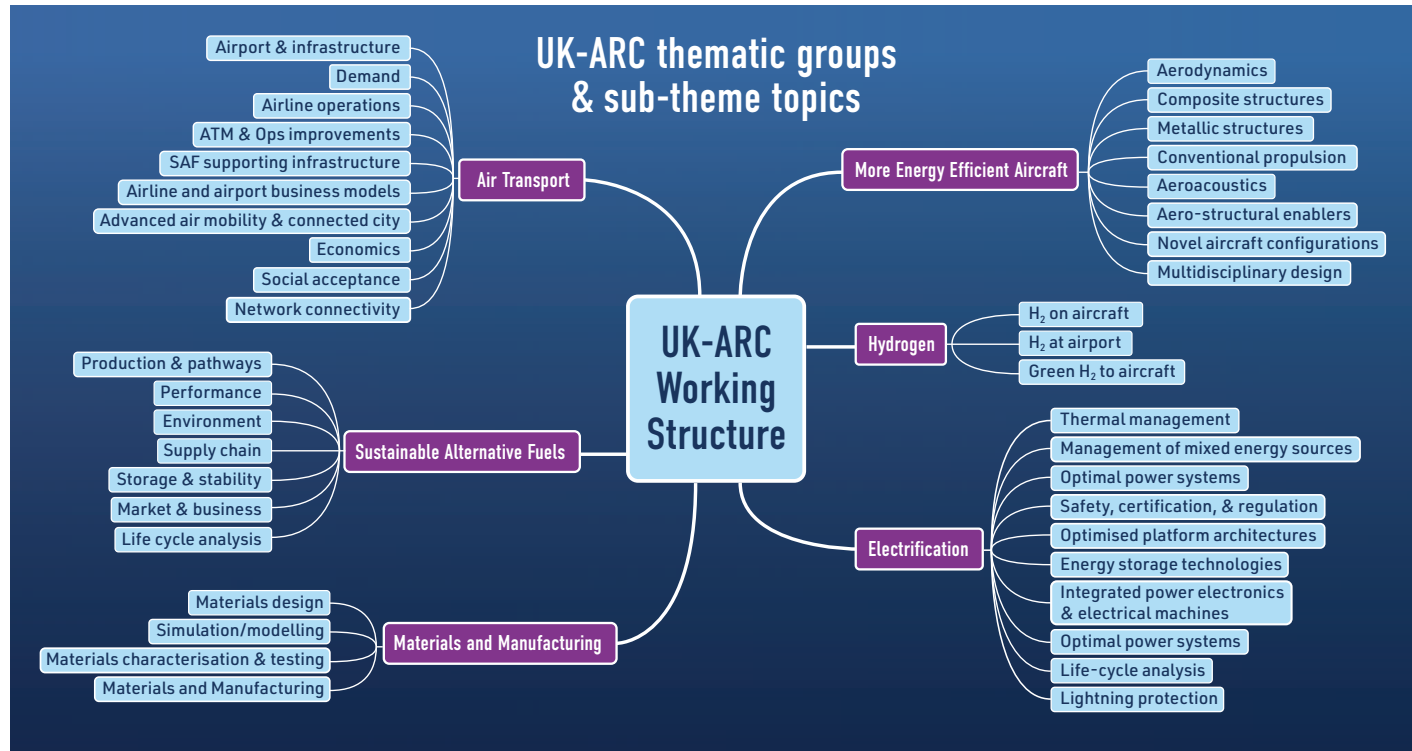 UK-ARC thematic groups
& sub-theme topics
Airport & infrastructure
Demand
Airline operations
ATM & Ops improvements
SAF supporting infrastructure
Airline and airport business models
Advanced air mobility & connected city
Economics
Social acceptance
Network connectivity
Air Transport
Production & pathways
Performance
Environment
Supply chain
Storage & stability
Market & business
Life cycle analysis
Sustainable Alternative Fuels
Materials design
Simulation/modelling
Materials characterisation & testing
Materials and Manufacturing
Materials and Manufacturing
UK-ARC
Working
Structure
More Energy Efficient Aircraft
Aerodynamics
Composite structures
Metallic structures
Conventional propulsion
Aeroacoustics
Aero-structural enablers
Novel aircraft configurations
Multidisciplinary design
Hydrogen
H₂ on aircraft
H₂ at airport
Green H₂ to aircraft
Electrification
Thermal management
Management of mixed energy sources
Optimal power systems
Safety, certification, & regulation
Optimised platform architectures
Energy storage technologies
Integrated power electronics
& electrical machines
Optimal power systems
Life-cycle analysis
Lightning protection